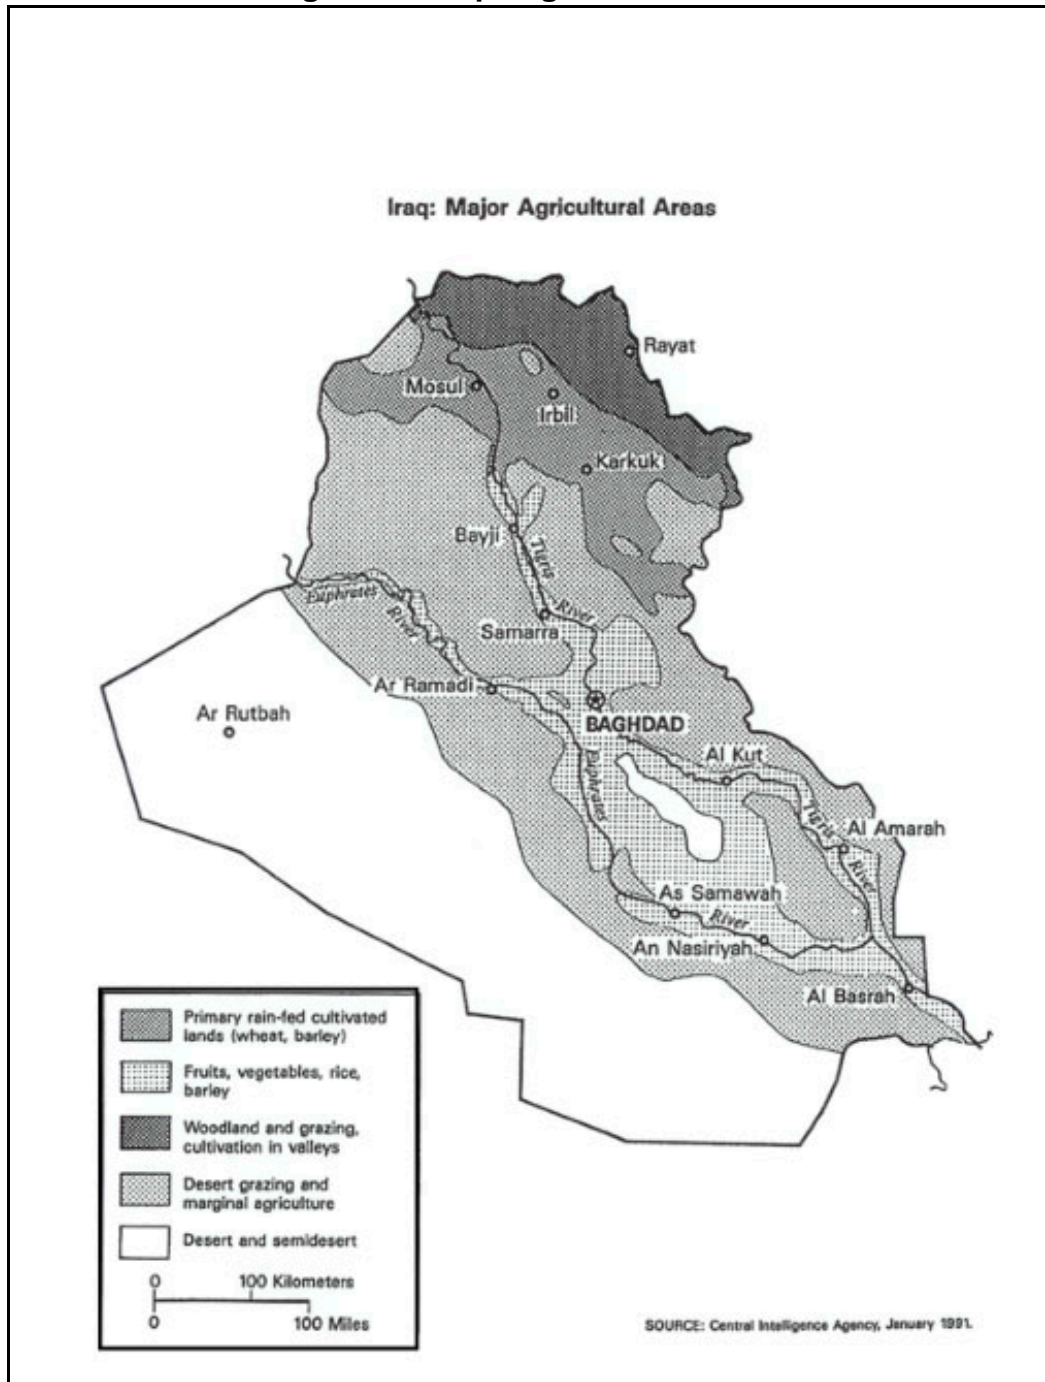 Iraq: Major Agricultural Areas
Rayat
Mosul
Irbil
Karkuk
Bayji
Tigris
River
Euphrates
River
Samarra
Ar Ramadi
Ar Rutbah
BAGHDAD
Al Kut
Euphrates
Tigris
Al Amarah
River
As Samawah
River
An Nasiriyah
Al Basrah
Primary rain-fed cultivated
lands (wheat, barley)
Fruits, vegetables, rice,
barley
Woodland and grazing,
cultivation in valleys
Desert grazing and
marginal agriculture
Desert and semidesert
0 100 Kilometers
0 100 Miles
SOURCE: Central Intelligence Agency, January 1991.